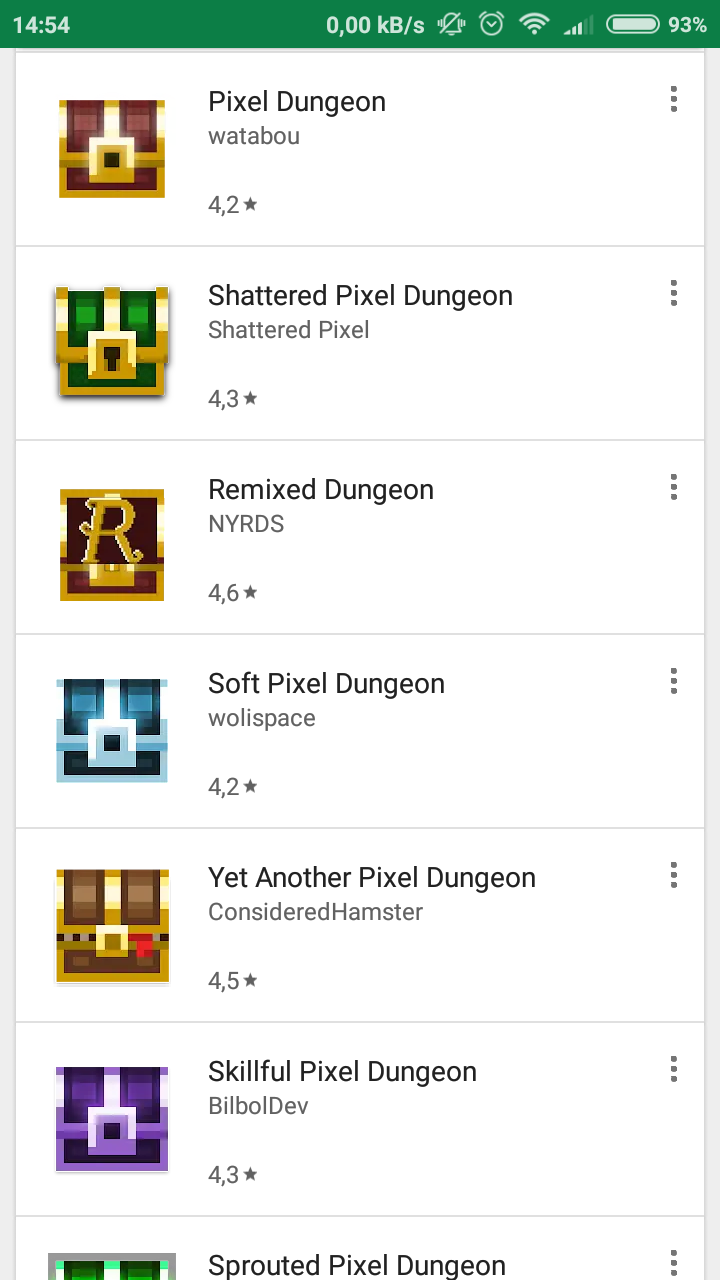 14:54 0,00 kB/s 93%
Pixel Dungeon
watabou
4,2★
Shattered Pixel Dungeon
Shattered Pixel
4,3★
R
Remixed Dungeon
NYRDS
4,6★
Soft Pixel Dungeon
wolispace
4,2★
Yet Another Pixel Dungeon
ConsideredHamster
4,5★
Skillful Pixel Dungeon
BilbolDev
4,3★
Sprouted Pixel Dungeon